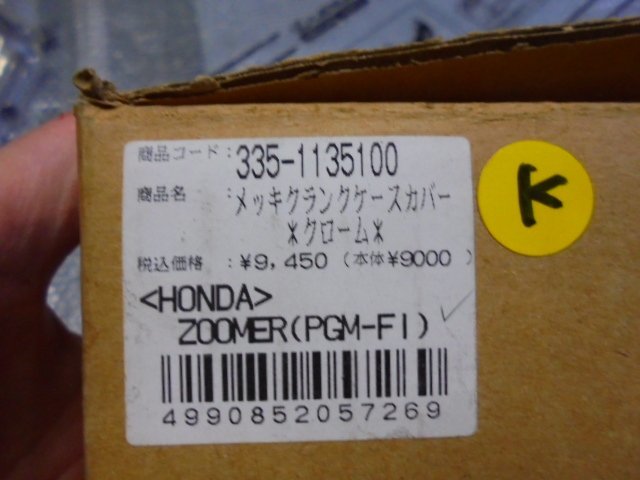 商品コード : 335-1135100
商品名 : メッキクランクケースカバー
*クローム*
税込価格 : ¥9,450 (本体¥9000 )
<HONDA>
ZOOMER(PGM-FI)
4990852057269
K